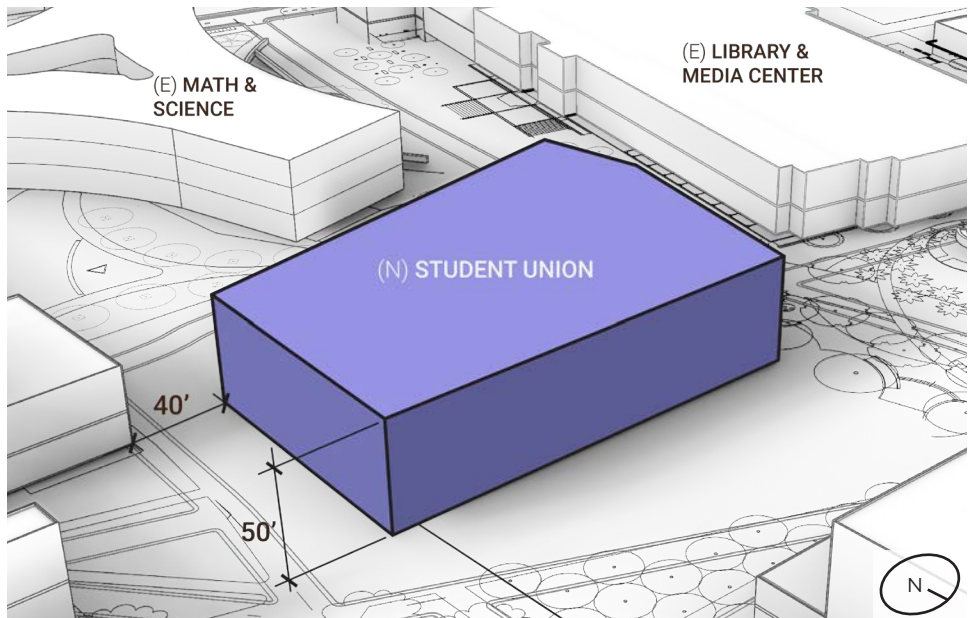 (E) MATH &
SCIENCE
(E) LIBRARY &
MEDIA CENTER
(N) STUDENT UNION
40’
50’
N